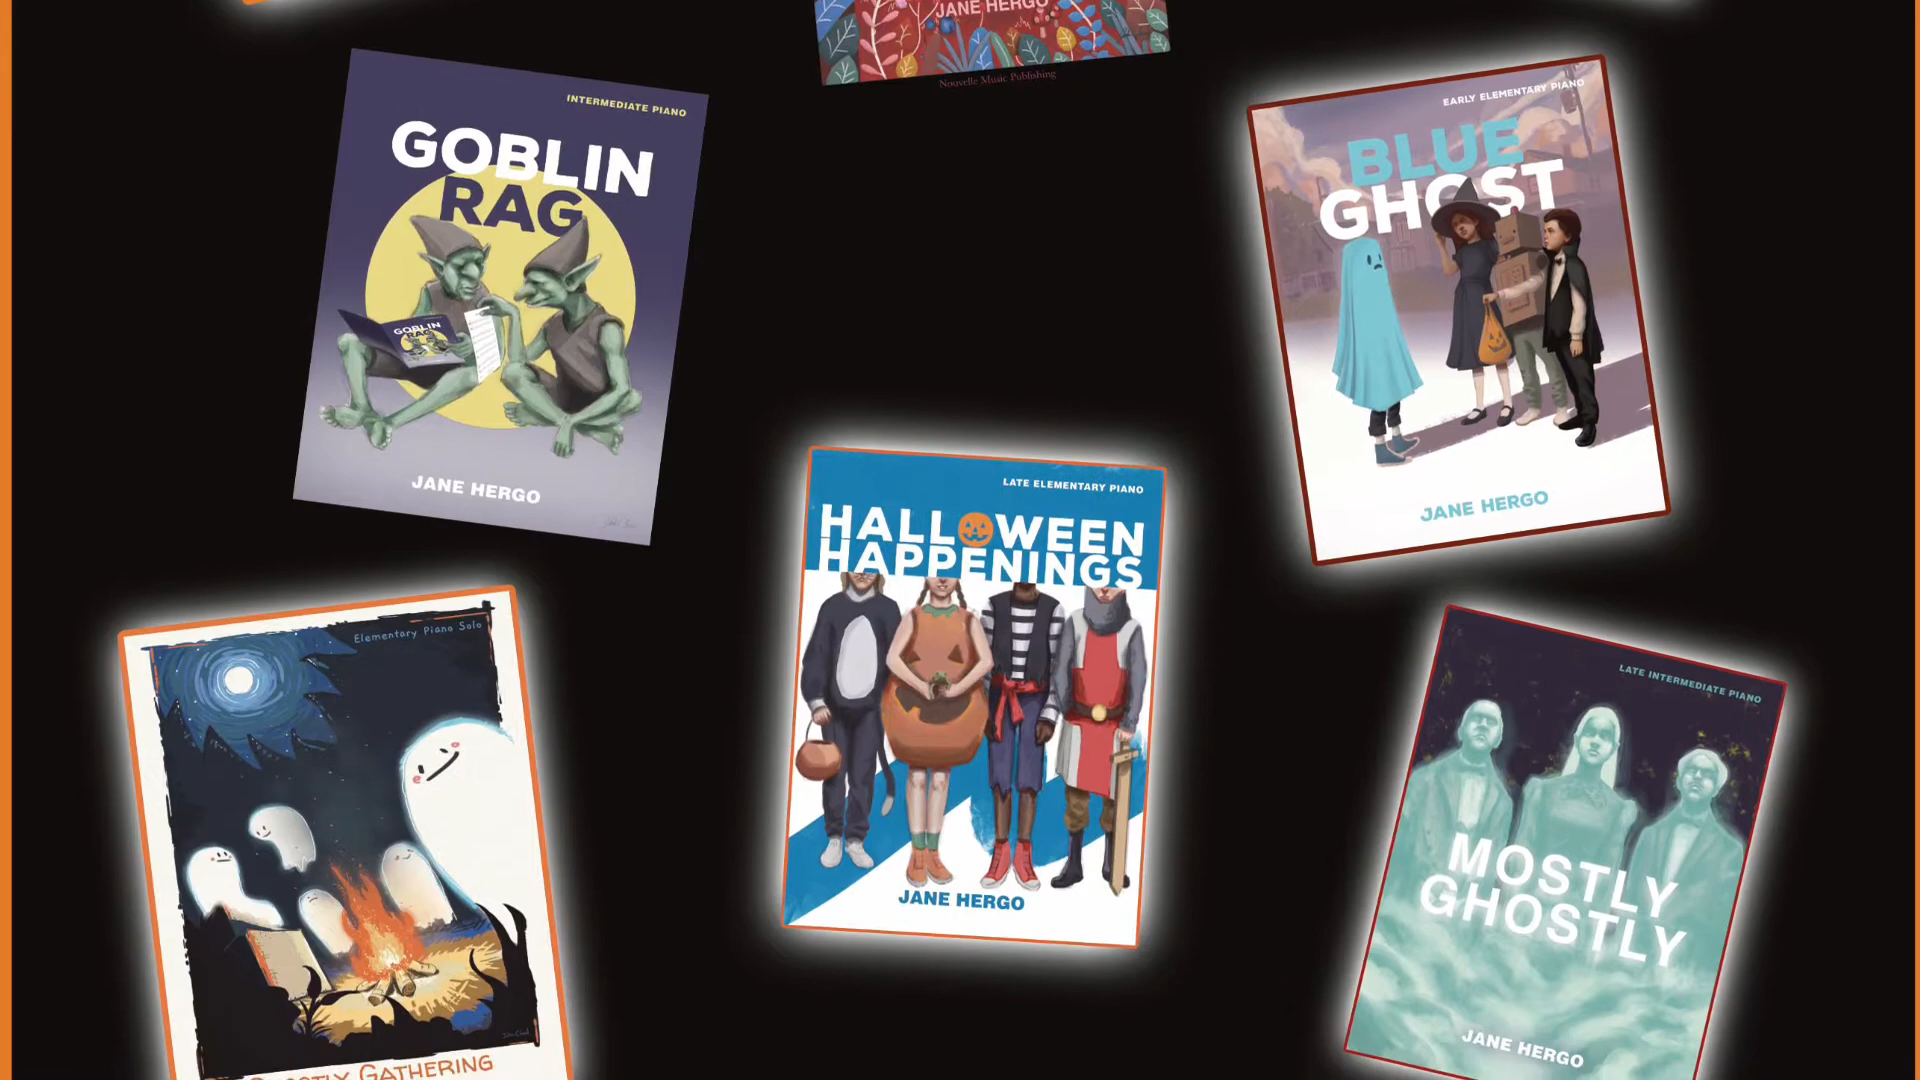 JANE HERGO
Nouvelle Music Publishing
INTERMEDIATE PIANO
GOBLIN
RAG
GOBLIN
RAG
JANE HERGO
EARLY ELEMENTARY PIANO
BLUE
GHOST
JANE HERGO
LATE ELEMENTARY PIANO
HALLOWEEN
HAPPENINGS
JANE HERGO
Elementary Piano Solo
GATHERING
LATE INTERMEDIATE PIANO
MOSTLY
GHOSTLY
JANE HERGO